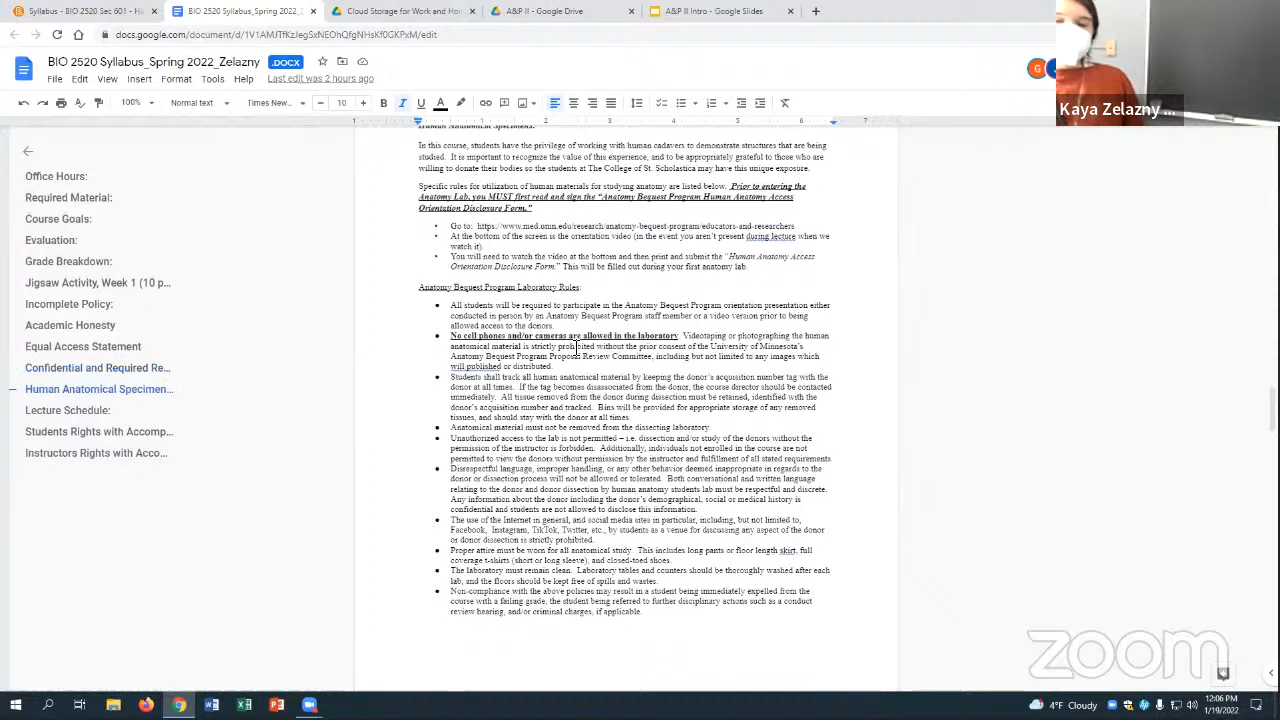 BIO 2520 Spring 2022 Sec 601 - H
BIO 2520 Syllabus_Spring 2022_
BIO 2520 Spring 2022_Syllabus_
Cloud Storage for Work and Hom
A&P II - Google Drive
A&P II Intro - Google Slides
docs.google.com/document/d/1V1AMJTfKzJegSxNEOhQfgNHsKf0mGXPKyxM/edit
BIO 2520 Syllabus_Spring 2022_Zelazny .DOCX
File Edit View Insert Format Tools Help Last edit was 2 hours ago
G
Kaya Zelazny ...
100% Normal text Times New... 10
1 1 2 3 4 5 6 7
Human Anatomical Specimens:
Office Hours:
Required Material:
Course Goals:
Evaluation:
Grade Breakdown:
Jigsaw Activity, Week 1 (10 p...
Incomplete Policy:
Academic Honesty
Equal Access Statement
Confidential and Required Re...
Human Anatomical Specimen...
Lecture Schedule:
Students Rights with Accomp...
Instructors Rights with Acco...
In this course, students have the privilege of working with human cadavers to demonstrate structures that are being
studied. It is important to recognize the value of this experience, and to be appropriately grateful to those who are
willing to donate their bodies so the students at The College of St. Scholastica may have this unique exposure.
Specific rules for utilization of human materials for studying anatomy are listed below. Prior to entering the
Anatomy Lab, you MUST first read and sign the "Anatomy Bequest Program Human Anatomy Access
Orientation Disclosure Form."
• Go to: https://www.med.umn.edu/research/anatomy-bequest-program/educators-and-researchers
• At the bottom of the screen is the orientation video (in the event you aren't present during lecture when we
watch it).
• You will need to watch the video at the bottom and then print and submit the "Human Anatomy Access
Orientation Disclosure Form." This will be filled out during your first anatomy lab.
Anatomy Bequest Program Laboratory Rules:
● All students will be required to participate in the Anatomy Bequest Program orientation presentation either
conducted in person by an Anatomy Bequest Program staff member or a video version prior to being
allowed access to the donors.
● No cell phones and/or cameras are allowed in the laboratory. Videotaping or photographing the human
anatomical material is strictly prohibited without the prior consent of the University of Minnesota's
Anatomy Bequest Program Proposal Review Committee, including but not limited to any images which
will published or distributed.
● Students shall track all human anatomical material by keeping the donor's acquisition number tag with the
donor at all times. If the tag becomes disassociated from the donor, the course director should be contacted
immediately. All tissue removed from the donor during dissection must be retained, identified with the
donor's acquisition number and tracked. Bins will be provided for appropriate storage of any removed
tissues, and should stay with the donor at all times.
● Anatomical material must not be removed from the dissecting laboratory.
● Unauthorized access to the lab is not permitted – i.e. dissection and/or study of the donors without the
permission of the instructor is forbidden. Additionally, individuals not enrolled in the course are not
permitted to view the donors without permission by the instructor and fulfillment of all stated requirements.
● Disrespectful language, improper handling, or any other behavior deemed inappropriate in regards to the
donor or dissection process will not be allowed or tolerated. Both conversational and written language
relating to the donor and donor dissection by human anatomy students lab must be respectful and discrete.
Any information about the donor including the donor's demographical, social or medical history is
confidential and students are not allowed to disclose this information.
● The use of the Internet in general, and social media sites in particular, including, but not limited to,
Facebook, Instagram, TikTok, Twitter, etc., by students as a venue for discussing any aspect of the donor
or donor dissection is strictly prohibited.
● Proper attire must be worn for all anatomical study. This includes long pants or floor length skirt, full
coverage t-shirts (short or long sleeve), and closed-toed shoes.
● The laboratory must remain clean. Laboratory tables and counters should be thoroughly washed after each
lab, and the floors should be kept free of spills and wastes.
● Non-compliance with the above policies may result in a student being immediately expelled from the
course with a failing grade, the student being referred to further disciplinary actions such as a conduct
review hearing, and/or criminal charges, if applicable.
zoom
4°F Cloudy
12:06 PM
1/19/2022